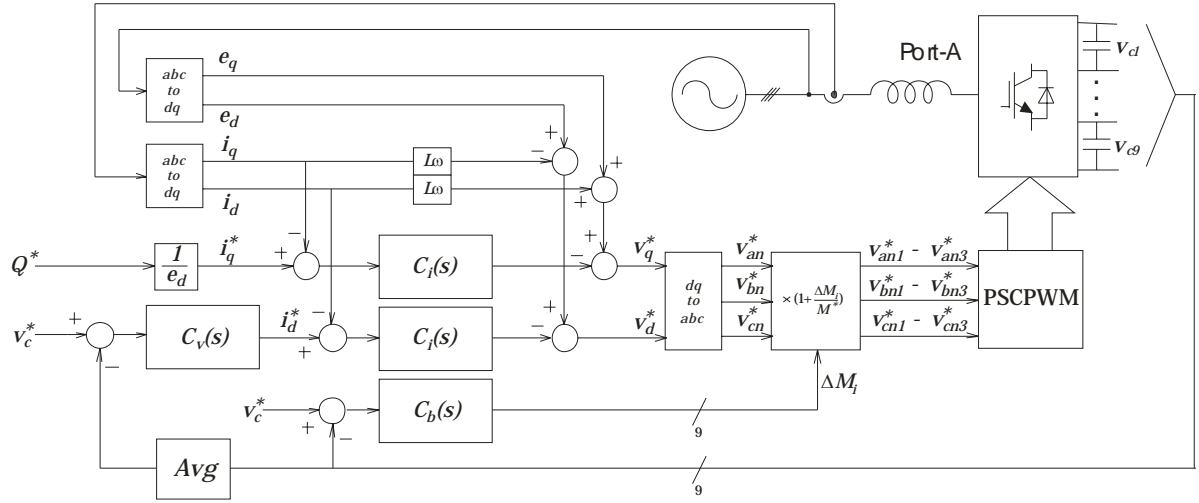 Port-A
v_c1
v_c9
abc
to
dq
e_q
e_d
abc
to
dq
i_q
i_d
Lω
Lω
+
−
+
+
Q*
1
e_d
i_q*
−
+
C_i(s)
+
−
v_q*
v_c*
+
−
C_v(s)
i_d*
−
+
C_i(s)
+
−
v_d*
dq
to
abc
v_an*
v_bn*
v_cn*
×(1+ΔM_i/M*)
v_an1* - v_an3*
v_bn1* - v_bn3*
v_cn1* - v_cn3*
PSCPWM
ΔM_i
v_c*
+
−
C_b(s)
9
Avg
9